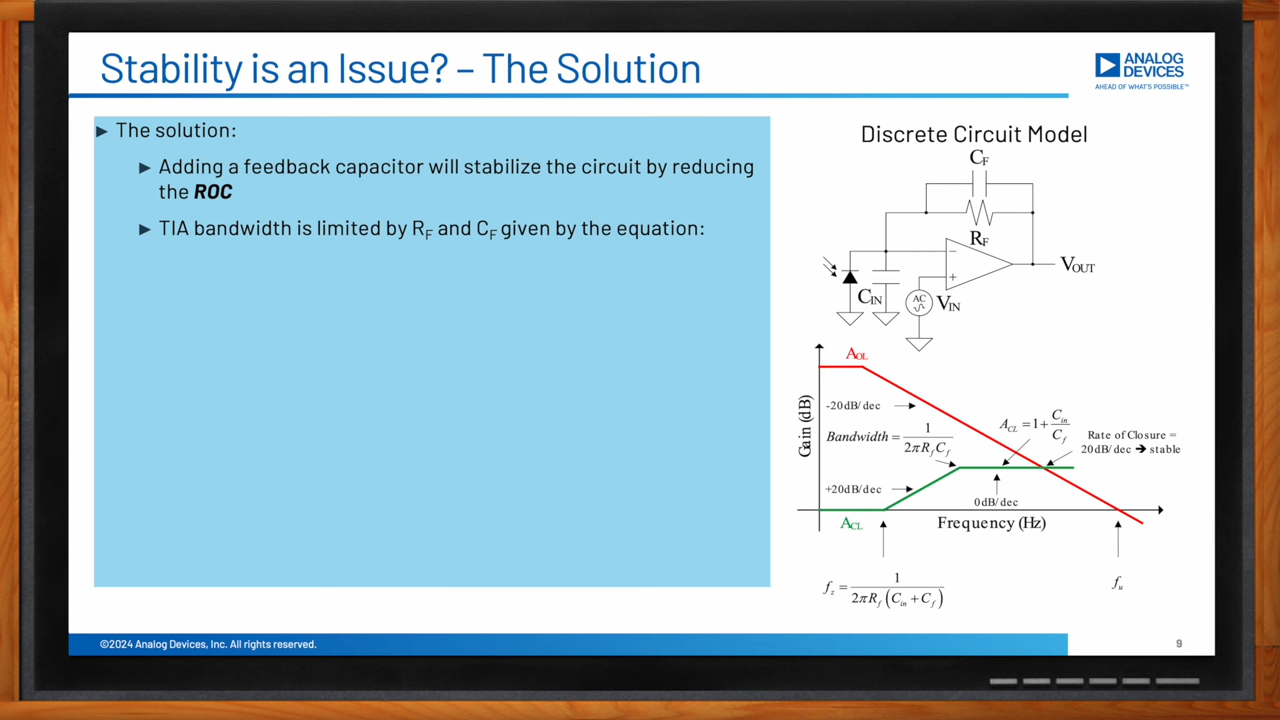 Stability is an Issue? – The Solution
ANALOG
DEVICES
AHEAD OF WHAT'S POSSIBLE™
► The solution:
► Adding a feedback capacitor will stabilize the circuit by reducing
the ROC
► TIA bandwidth is limited by RF and CF given by the equation:
Discrete Circuit Model
CF
RF
−
+
VOUT
CIN
AC
VIN
AOL
Gain (dB)
-20dB/dec
Bandwidth = 1 / 2πRfCf
ACL = 1 + Cin / Cf
Rate of Closure =
20dB/dec ➔ stable
+20dB/dec
0dB/dec
ACL
Frequency (Hz)
fz = 1 / 2πRf(Cin + Cf)
fu
©2024 Analog Devices, Inc. All rights reserved.
9